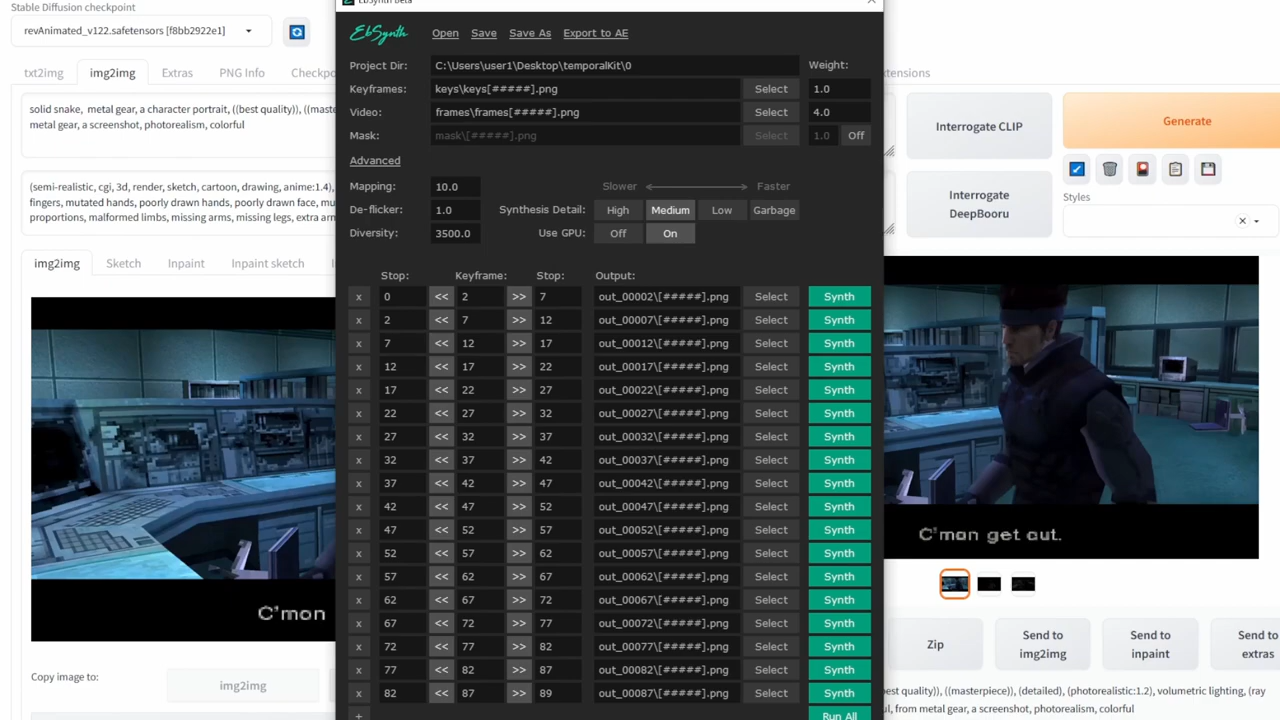 Stable Diffusion checkpoint
revAnimated_v122.safetensors [f8bb2922e1]
txt2img
img2img
Extras
PNG Info
solid snake, metal gear, a character portrait, ((best quality)),
metal gear, a screenshot, photorealism, colorful
(semi-realistic, cgi, 3d, render, sketch, cartoon, drawing, anime:1.4),
fingers, mutated hands, poorly drawn hands, poorly drawn face,
proportions, malformed limbs, missing arms, missing legs, extra
img2img
Sketch
Inpaint
Inpaint sketch
C'mon
Copy image to:
img2img
EbSynth Beta
EbSynth
Open Save Save As Export to AE
Project Dir: C:\Users\user1\Desktop\temporalKit\0 Weight:
Keyframes: keys\keys[#####].png Select 1.0
Video: frames\frames[#####].png Select 4.0
Mask: mask\[#####].png Select 1.0 Off
Advanced
Mapping: 10.0 Slower Faster
De-flicker: 1.0 Synthesis Detail: High Medium Low Garbage
Diversity: 3500.0 Use GPU: Off On
Stop: Keyframe: Stop: Output:
x 0 << 2 >> 7 out_00002\[#####].png Select Synth
x 2 << 7 >> 12 out_00007\[#####].png Select Synth
x 7 << 12 >> 17 out_00012\[#####].png Select Synth
x 12 << 17 >> 22 out_00017\[#####].png Select Synth
x 17 << 22 >> 27 out_00022\[#####].png Select Synth
x 22 << 27 >> 32 out_00027\[#####].png Select Synth
x 27 << 32 >> 37 out_00032\[#####].png Select Synth
x 32 << 37 >> 42 out_00037\[#####].png Select Synth
x 37 << 42 >> 47 out_00042\[#####].png Select Synth
x 42 << 47 >> 52 out_00047\[#####].png Select Synth
x 47 << 52 >> 57 out_00052\[#####].png Select Synth
x 52 << 57 >> 62 out_00057\[#####].png Select Synth
x 57 << 62 >> 67 out_00062\[#####].png Select Synth
x 62 << 67 >> 72 out_00067\[#####].png Select Synth
x 67 << 72 >> 77 out_00072\[#####].png Select Synth
x 72 << 77 >> 82 out_00077\[#####].png Select Synth
x 77 << 82 >> 87 out_00082\[#####].png Select Synth
x 82 << 87 >> 89 out_00087\[#####].png Select Synth
+ Run All
Interrogate CLIP
Interrogate
DeepBooru
Generate
Styles
C'mon get out.
Zip
Send to
img2img
Send to
inpaint
Send to
extras
quality)), ((masterpiece)), (detailed), (photorealistic:1.2), volumetric lighting, (ray
from metal gear, a screenshot, photorealism, colorful